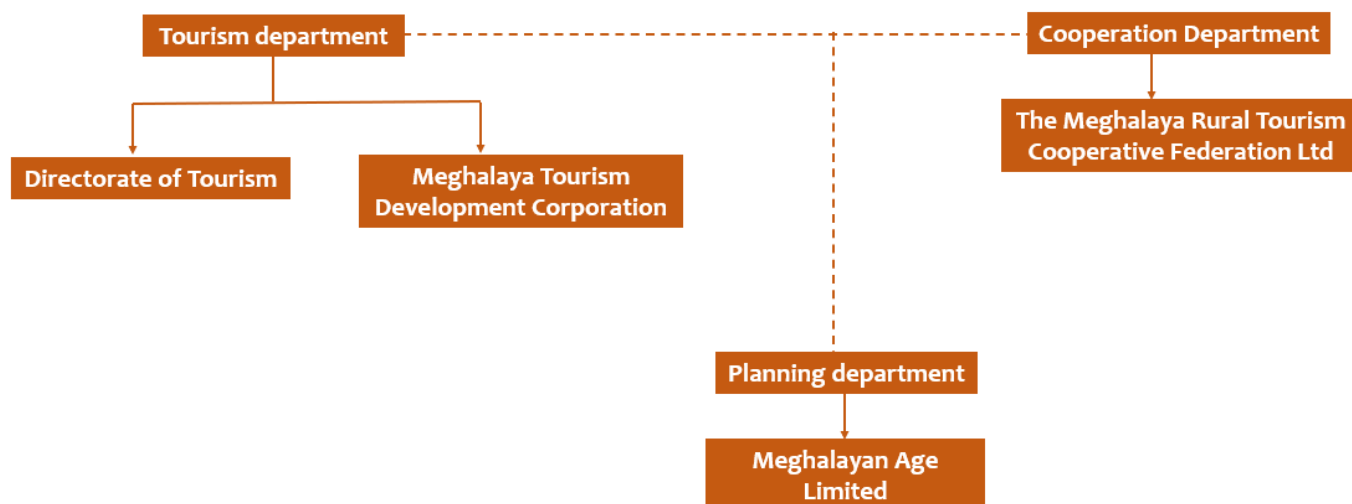 Tourism department
Cooperation Department
The Meghalaya Rural Tourism
Cooperative Federation Ltd
Directorate of Tourism
Meghalaya Tourism
Development Corporation
Planning department
Meghalayan Age
Limited